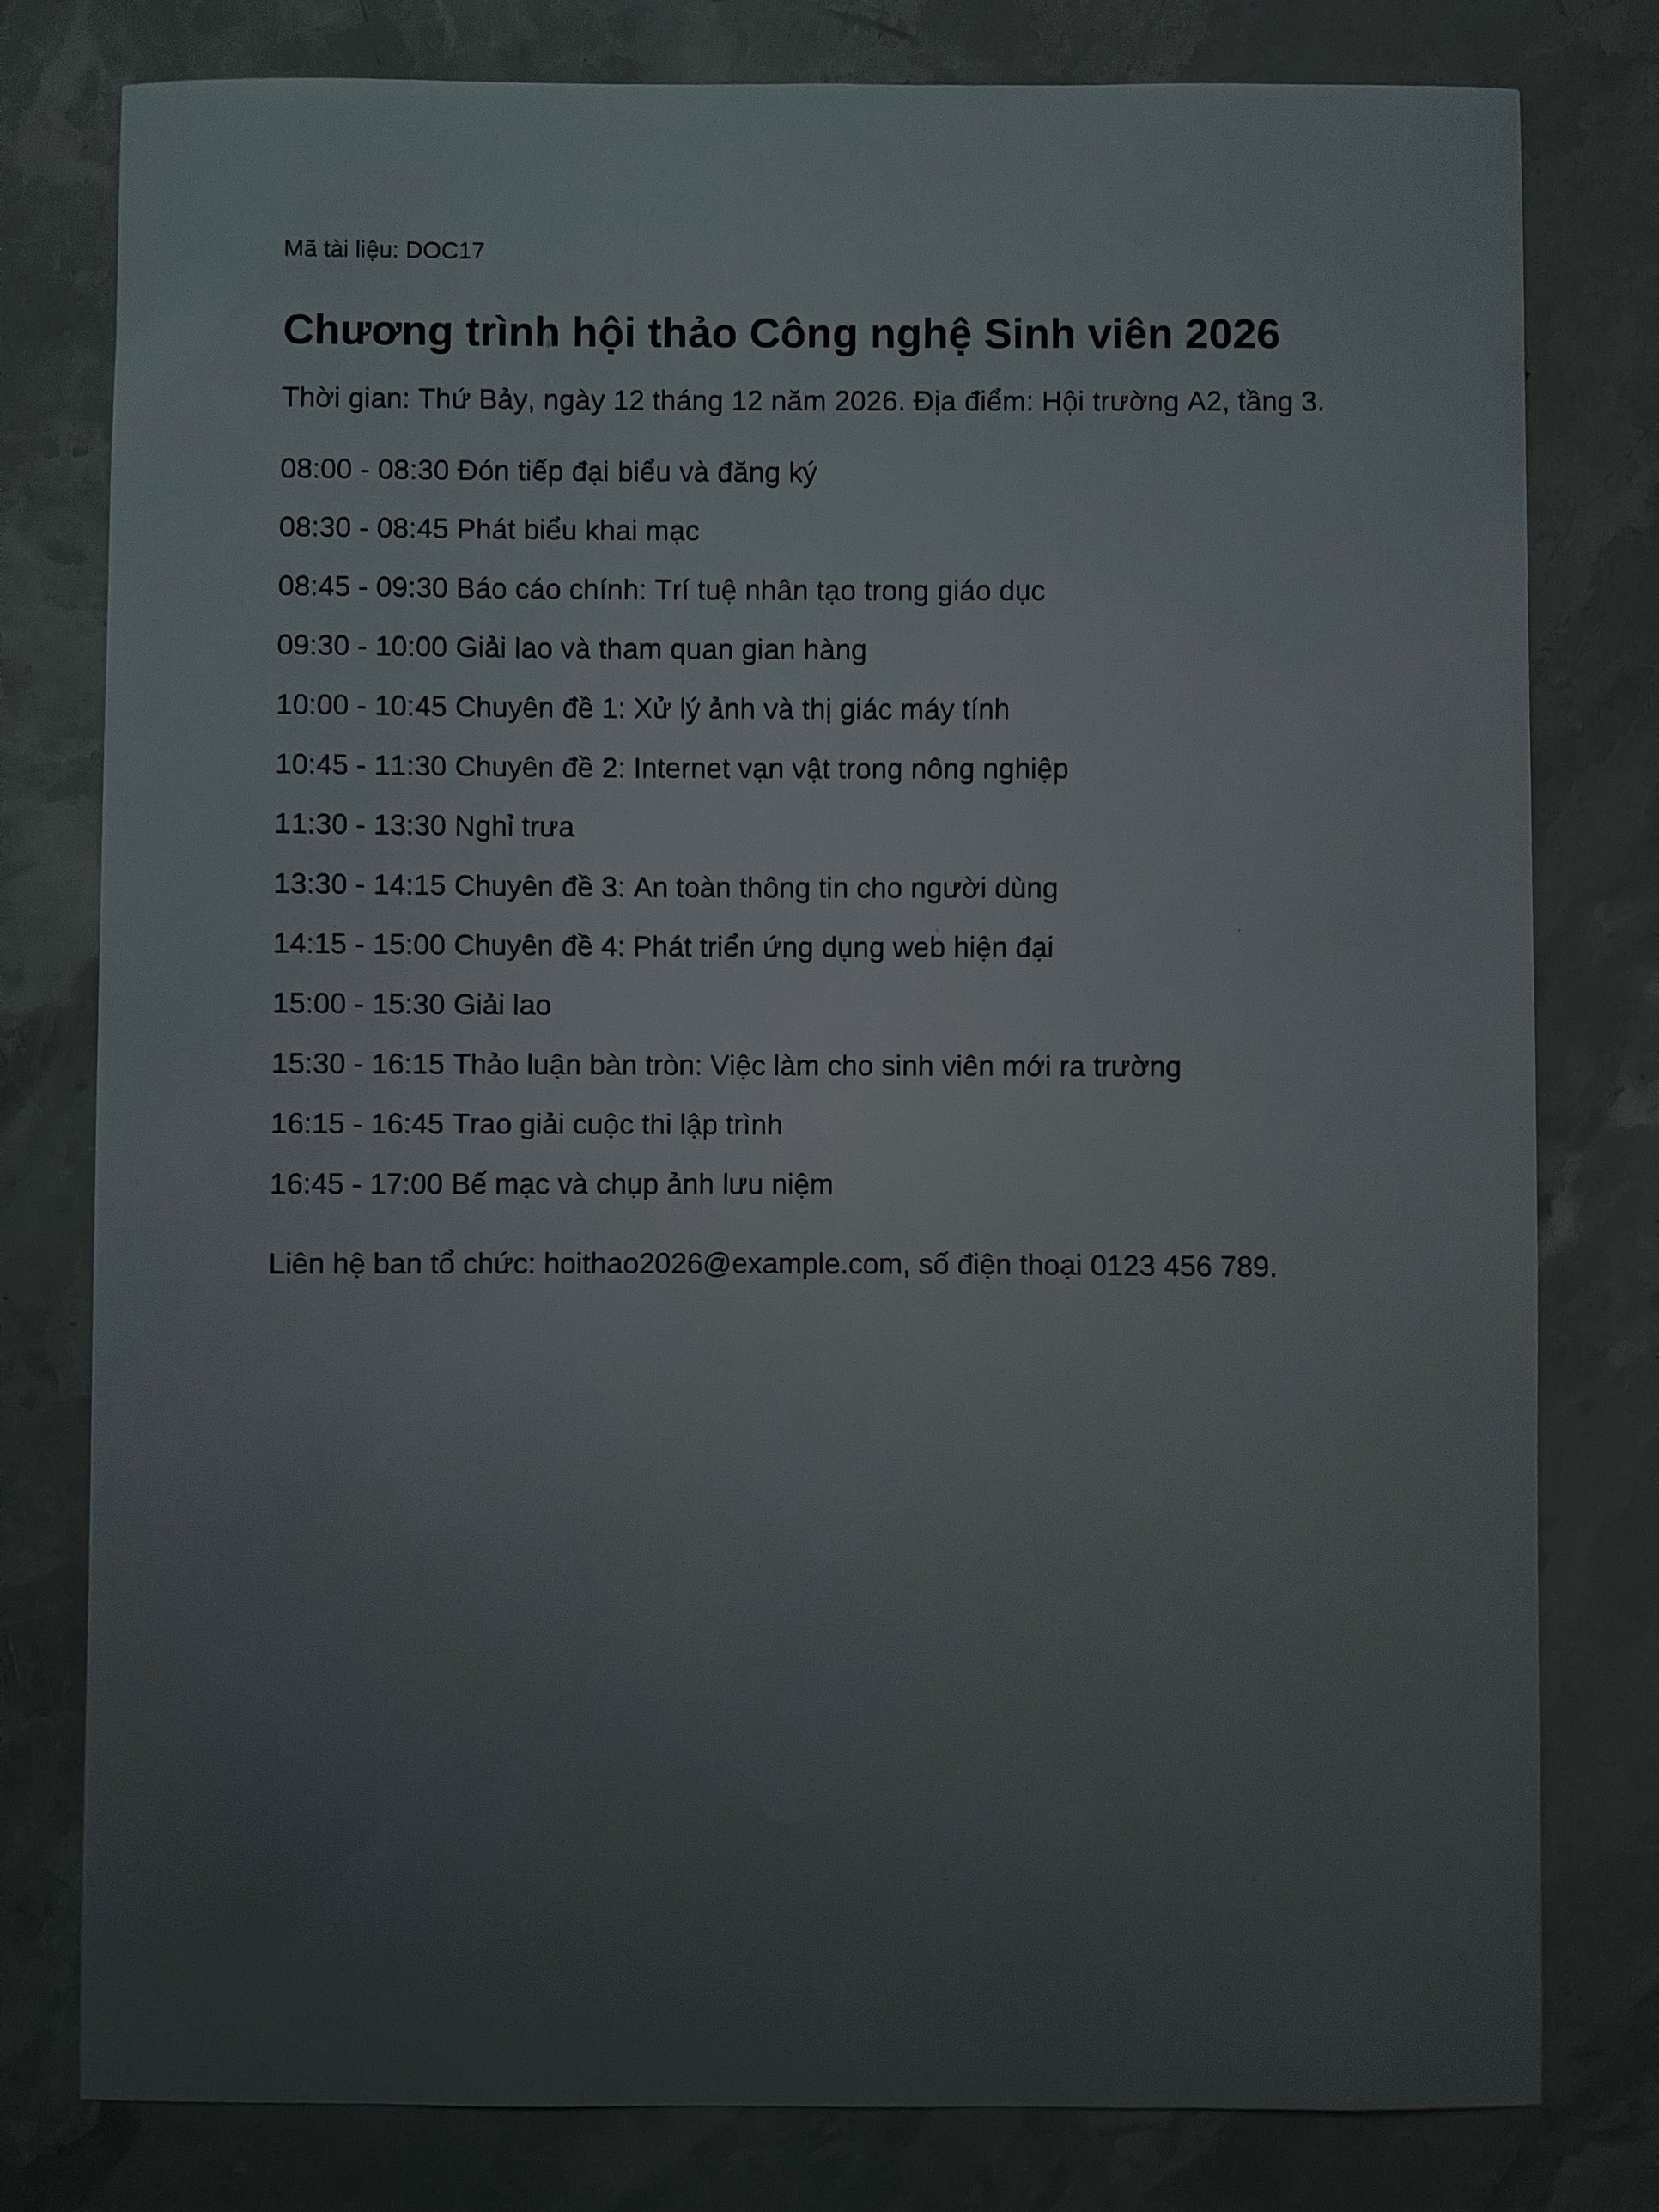 Mã tài liệu: DOC17
Chương trình hội thảo Công nghệ Sinh viên 2026
Thời gian: Thứ Bảy, ngày 12 tháng 12 năm 2026. Địa điểm: Hội trường A2, tầng 3.
08:00 - 08:30 Đón tiếp đại biểu và đăng ký
08:30 - 08:45 Phát biểu khai mạc
08:45 - 09:30 Báo cáo chính: Trí tuệ nhân tạo trong giáo dục
09:30 - 10:00 Giải lao và tham quan gian hàng
10:00 - 10:45 Chuyên đề 1: Xử lý ảnh và thị giác máy tính
10:45 - 11:30 Chuyên đề 2: Internet vạn vật trong nông nghiệp
11:30 - 13:30 Nghỉ trưa
13:30 - 14:15 Chuyên đề 3: An toàn thông tin cho người dùng
14:15 - 15:00 Chuyên đề 4: Phát triển ứng dụng web hiện đại
15:00 - 15:30 Giải lao
15:30 - 16:15 Thảo luận bàn tròn: Việc làm cho sinh viên mới ra trường
16:15 - 16:45 Trao giải cuộc thi lập trình
16:45 - 17:00 Bế mạc và chụp ảnh lưu niệm
Liên hệ ban tổ chức: hoithao2026@example.com, số điện thoại 0123 456 789.